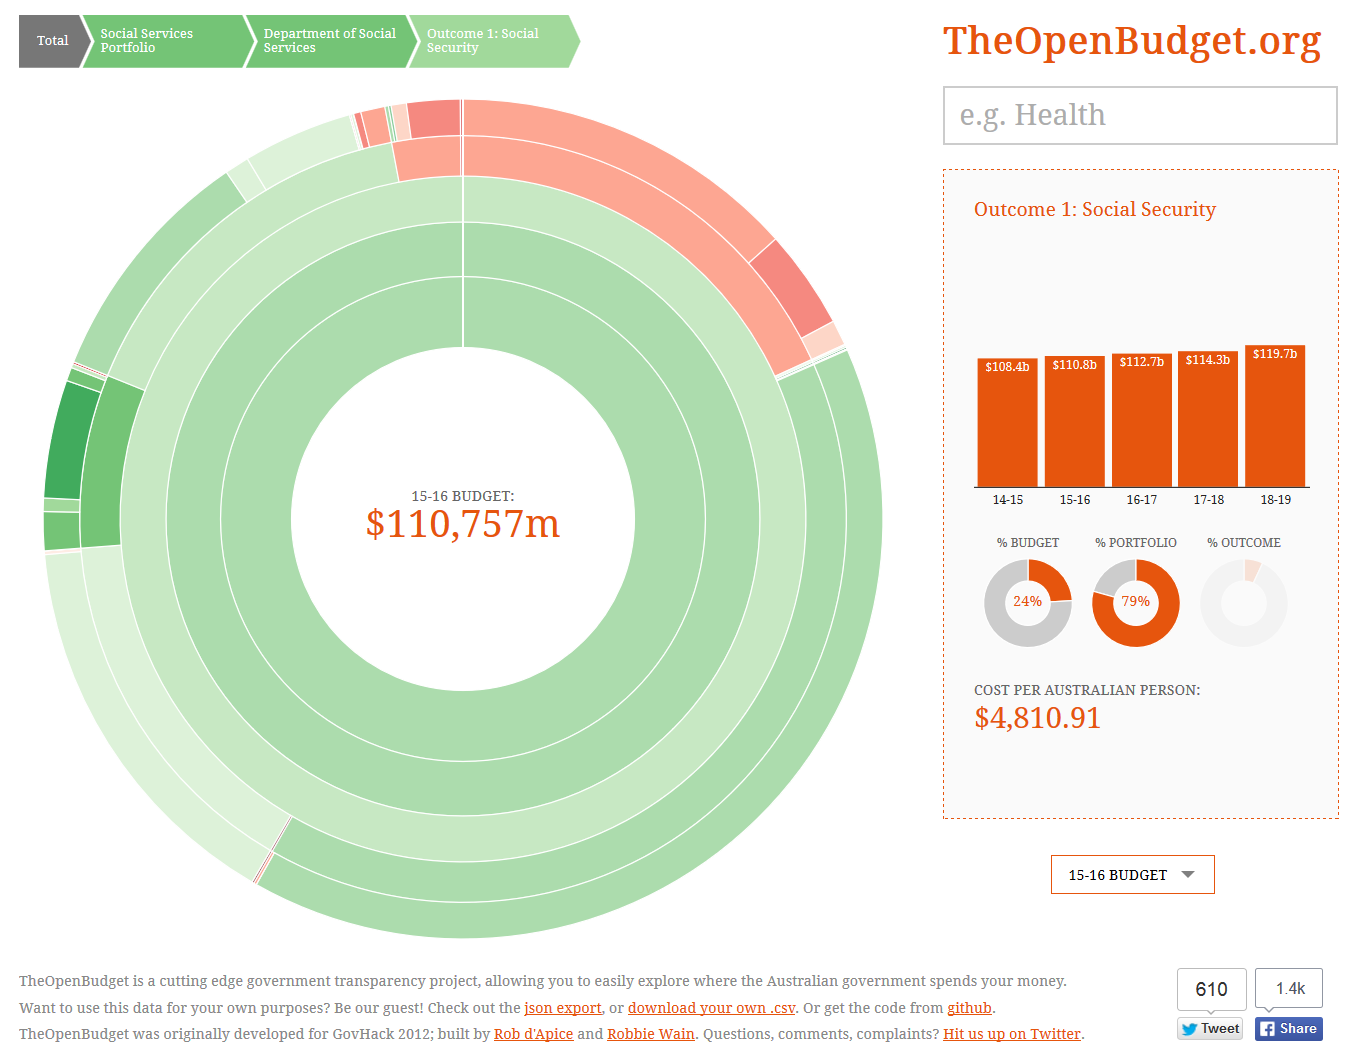 Total
Social Services
Portfolio
Department of Social
Services
Outcome 1: Social
Security
TheOpenBudget.org
e.g. Health
Outcome 1: Social Security
$108.4b
$110.8b
$112.7b
$114.3b
$119.7b
14-15
15-16
16-17
17-18
18-19
% BUDGET
% PORTFOLIO
% OUTCOME
24%
79%
COST PER AUSTRALIAN PERSON:
$4,810.91
15-16 BUDGET:
$110,757m
15-16 BUDGET
TheOpenBudget is a cutting edge government transparency project, allowing you to easily explore where the Australian government spends your money.
Want to use this data for your own purposes? Be our guest! Check out the json export, or download your own .csv. Or get the code from github.
TheOpenBudget was originally developed for GovHack 2012; built by Rob d'Apice and Robbie Wain. Questions, comments, complaints? Hit us up on Twitter.
610
1.4k
Tweet
Share